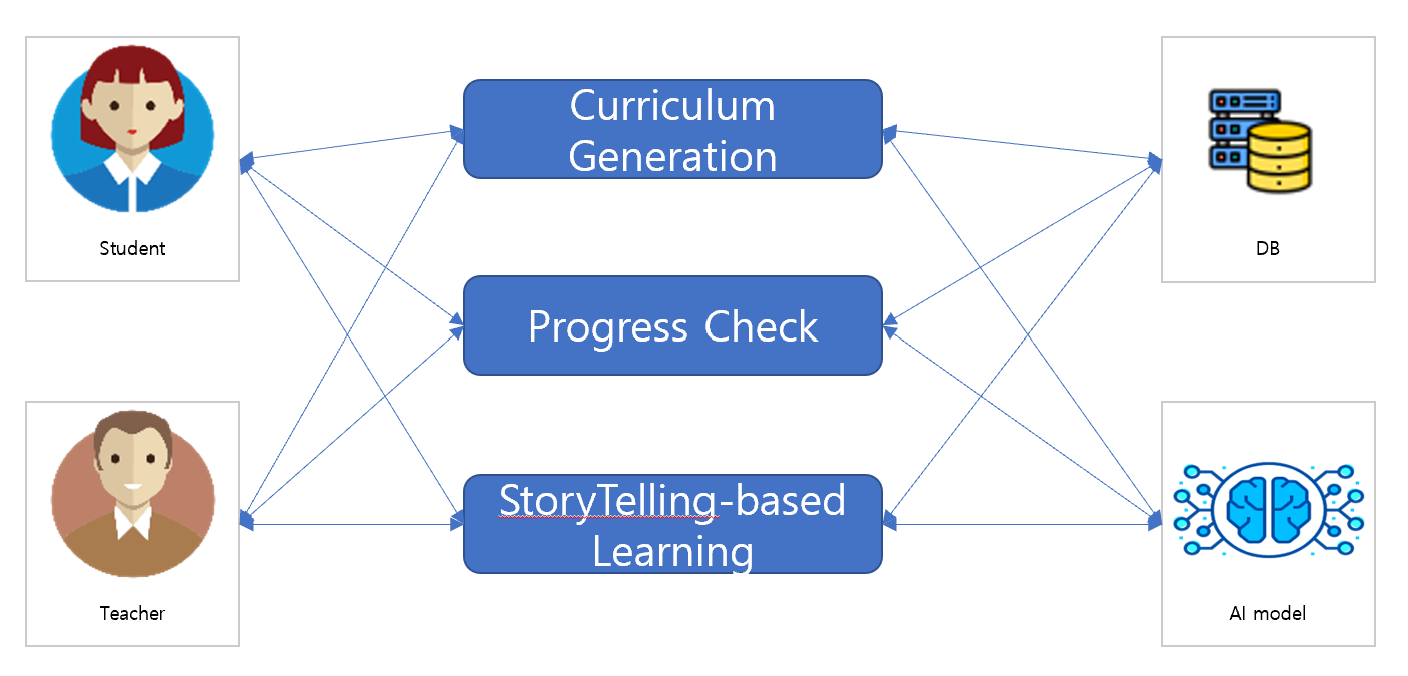 Curriculum
Generation
Student
DB
Progress Check
StoryTelling-based
Learning
Teacher
AI model